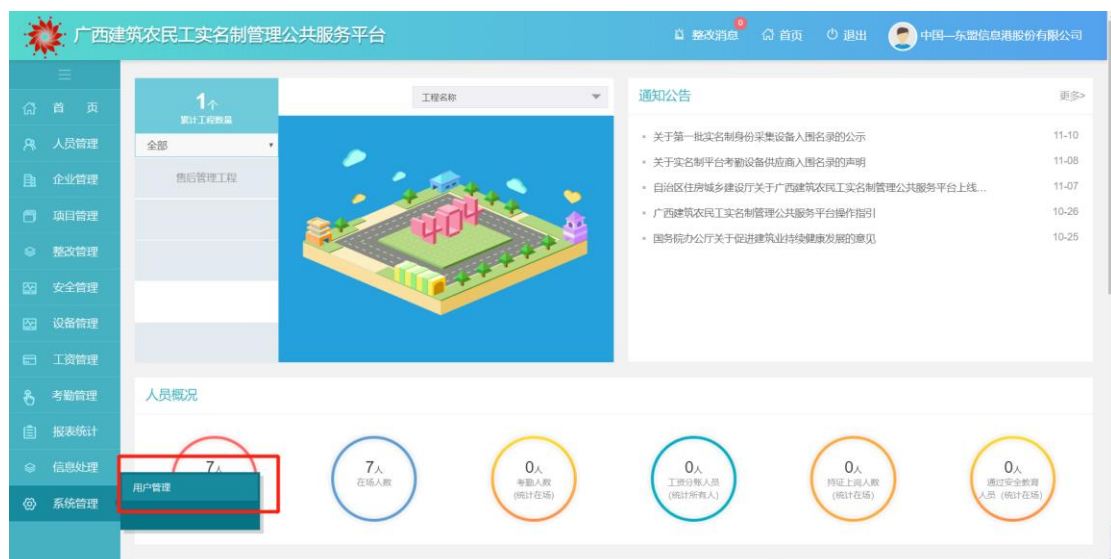 广西建筑农民工实名制管理公共服务平台
整改消息
0
首页
退出
中国—东盟信息港股份有限公司
首 页
人员管理
企业管理
项目管理
整改管理
安全管理
设备管理
工资管理
考勤管理
报表统计
信息处理
系统管理
用户管理
1个
累计工程数量
全部
售后管理工程
工程名称
404
通知公告
更多>
关于第一批实名制身份采集设备入围名录的公示
11-10
关于实名制平台考勤设备供应商入围名录的声明
11-08
自治区住房城乡建设厅关于广西建筑农民工实名制管理公共服务平台上线...
11-07
广西建筑农民工实名制管理公共服务平台操作指引
10-26
国务院办公厅关于促进建筑业持续健康发展的意见
10-25
人员概况
7人
7人
在场人数
0人
考勤人数
(统计在场)
0人
工资分账人员
(统计所有人)
0人
持证上岗人数
(统计在场)
0人
通过安全教育
人员 (统计在场)